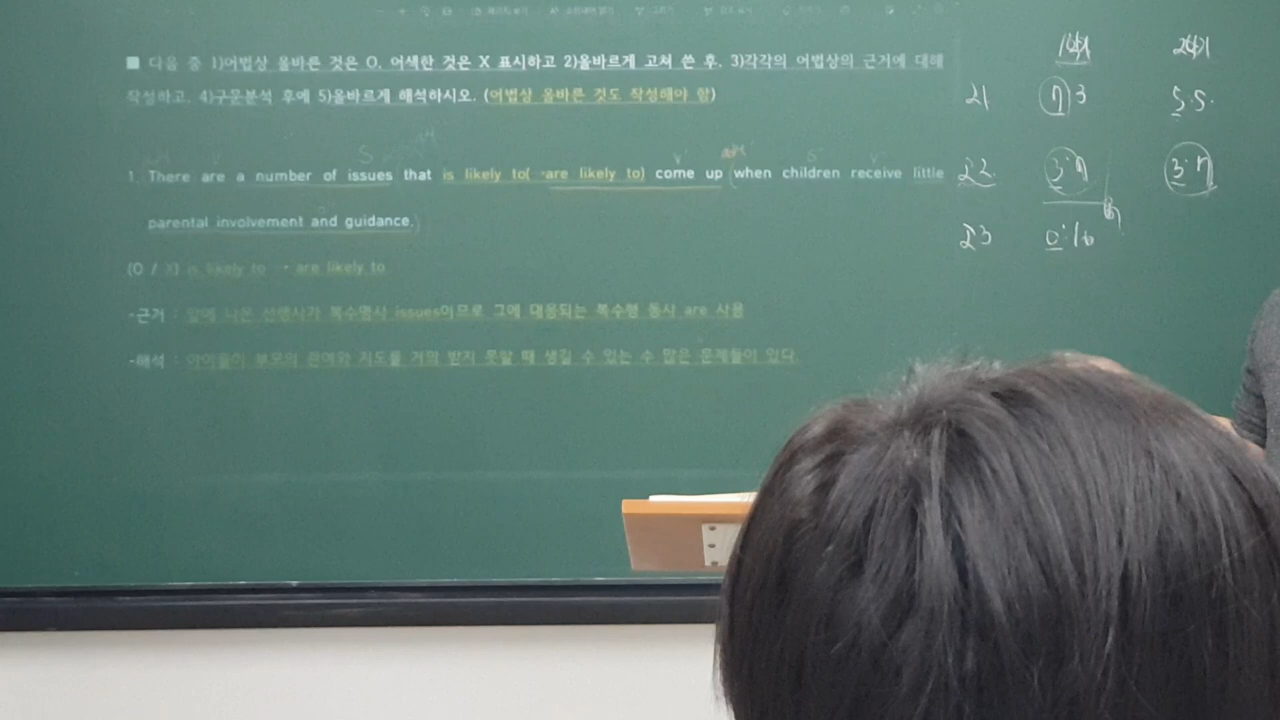 ■ 다음 중 1)어법상 올바른 것은 O, 어색한 것은 X 표시하고 2)올바르게 고쳐 쓴 후, 3)각각의 어법상의 근거에 대해
작성하고, 4)구문분석 후에 5)올바르게 해석하시오. (어법상 올바른 것도 작성해야 함)
1. There are a number of issues that is likely to( →are likely to) come up (when children receive little
parental involvement and guidance.)
(O / X) is likely to → are likely to
-근거 : 앞에 나온 선행사가 복수명사 issues이므로 그에 대응되는 복수형 동사 are 사용
-해석 : 아이들이 부모의 관여와 지도를 거의 받지 못할 때 생길 수 있는 수 많은 문제들이 있다.
21 7:3 5:5
22 3:7 3:7
23